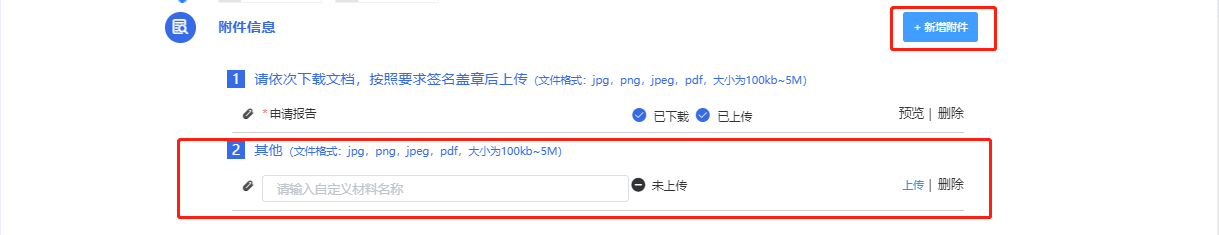 附件信息
+ 新增附件
1 请依次下载文档，按照要求签名盖章后上传（文件格式：jpg，png，jpeg，pdf，大小为100kb~5M）
*申请报告 已下载 已上传 预览 | 删除
2 其他（文件格式：jpg，png，jpeg，pdf，大小为100kb~5M）
请输入自定义材料名称 未上传 上传 | 删除